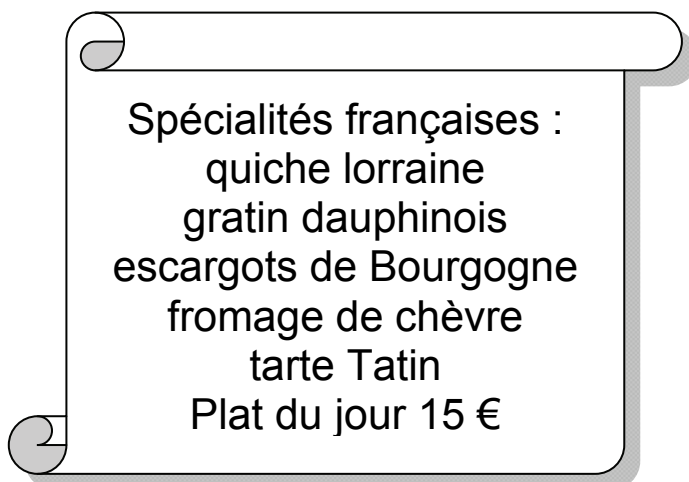 Spécialités françaises :
quiche lorraine
gratin dauphinois
escargots de Bourgogne
fromage de chèvre
tarte Tatin
Plat du jour 15 €